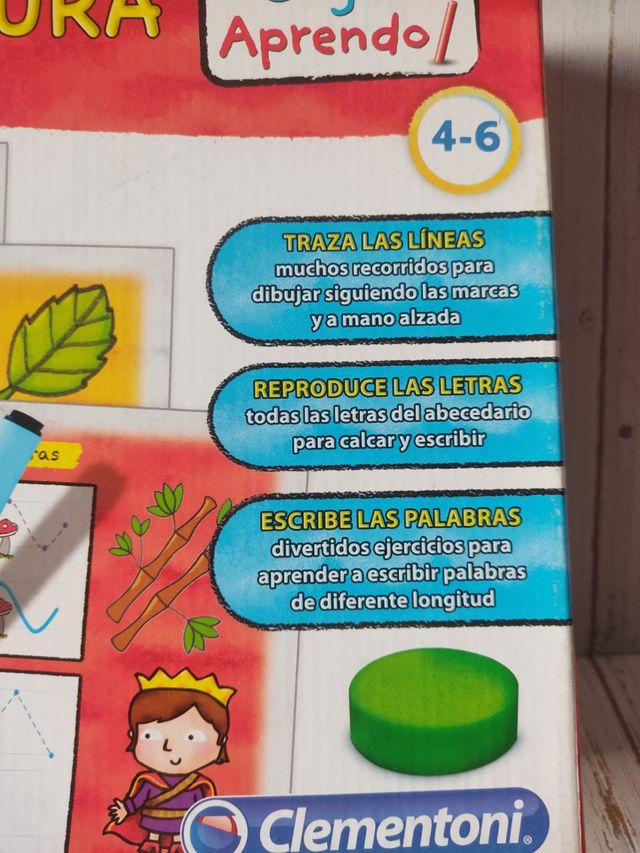 Aprendo!
4-6
TRAZA LAS LÍNEAS
muchos recorridos para
dibujar siguiendo las marcas
y a mano alzada
REPRODUCE LAS LETRAS
todas las letras del abecedario
para calcar y escribir
ESCRIBE LAS PALABRAS
divertidos ejercicios para
aprender a escribir palabras
de diferente longitud
Clementoni®